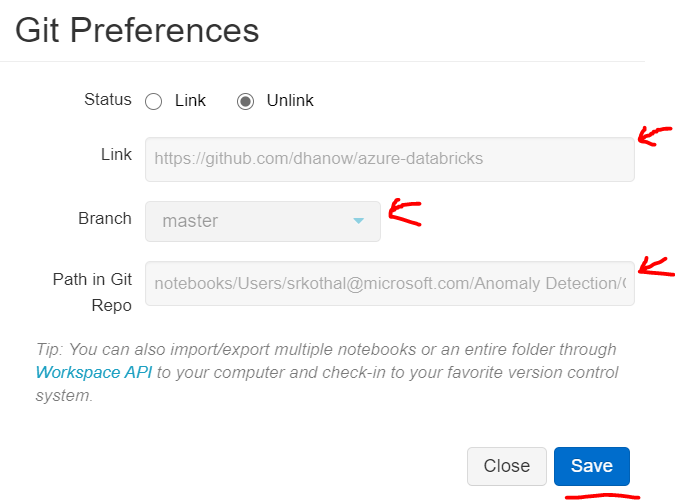 Git Preferences
Status Link Unlink
Link https://github.com/dhanow/azure-databricks
Branch master
Path in Git notebooks/Users/srkothal@microsoft.com/Anomaly Detection/
Repo
Tip: You can also import/export multiple notebooks or an entire folder through
Workspace API to your computer and check-in to your favorite version control
system.
Close Save